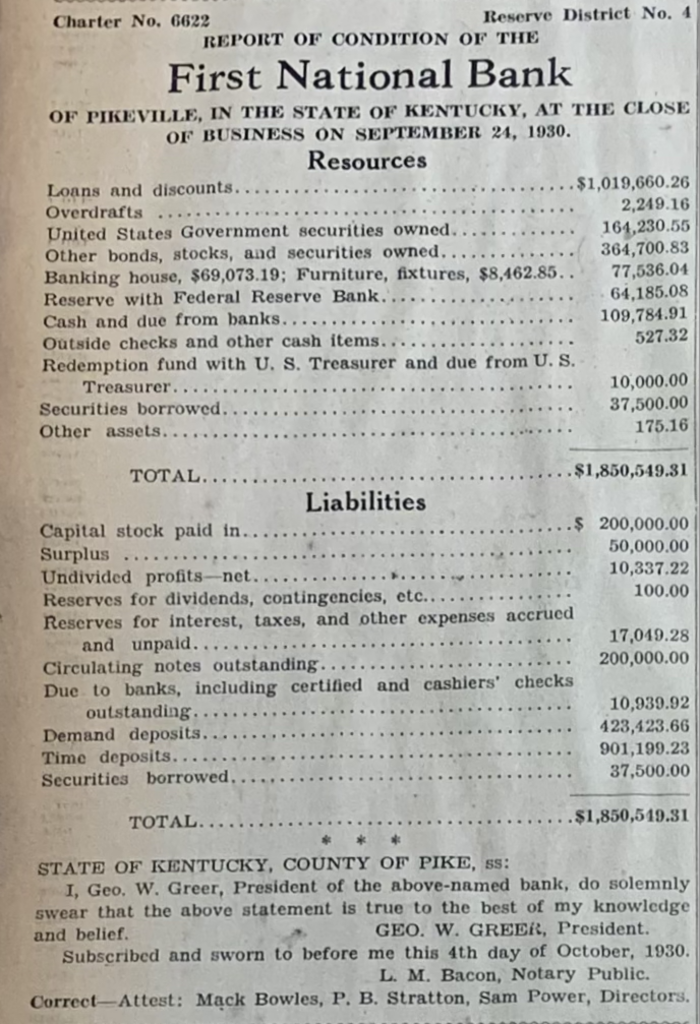 Charter No. 6622 Reserve District No. 4
REPORT OF CONDITION OF THE
First National Bank
OF PIKEVILLE, IN THE STATE OF KENTUCKY, AT THE CLOSE
OF BUSINESS ON SEPTEMBER 24, 1930.
Resources
Loans and discounts....................................$1,019,660.26
Overdrafts .................................... 2,249.16
United States Government securities owned............. 164,230.55
Other bonds, stocks, and securities owned.............. 364,700.83
Banking house, $69,073.19; Furniture, fixtures, $8,462.85.. 77,536.04
Reserve with Federal Reserve Bank.................... 64,185.08
Cash and due from banks.............................. 109,784.91
Outside checks and other cash items................... 527.32
Redemption fund with U. S. Treasurer and due from U. S.
Treasurer.................................... 10,000.00
Securities borrowed.................................... 37,500.00
Other assets.................................... 175.16
TOTAL....................................$1,850,549.31
Liabilities
Capital stock paid in....................................$ 200,000.00
Surplus .................................... 50,000.00
Undivided profits—net................................ 10,337.22
Reserves for dividends, contingencies, etc.............. 100.00
Reserves for interest, taxes, and other expenses accrued
and unpaid.................................... 17,049.28
Circulating notes outstanding......................... 200,000.00
Due to banks, including certified and cashiers' checks
outstanding.................................... 10,939.92
Demand deposits.................................... 423,423.66
Time deposits.................................... 901,199.23
Securities borrowed.................................... 37,500.00
TOTAL....................................$1,850,549.31
* * *
STATE OF KENTUCKY, COUNTY OF PIKE, ss:
I, Geo. W. Greer, President of the above-named bank, do solemnly
swear that the above statement is true to the best of my knowledge
and belief. GEO. W. GREER, President.
Subscribed and sworn to before me this 4th day of October, 1930.
L. M. Bacon, Notary Public.
Correct—Attest: Mack Bowles, P. B. Stratton, Sam Power, Directors.